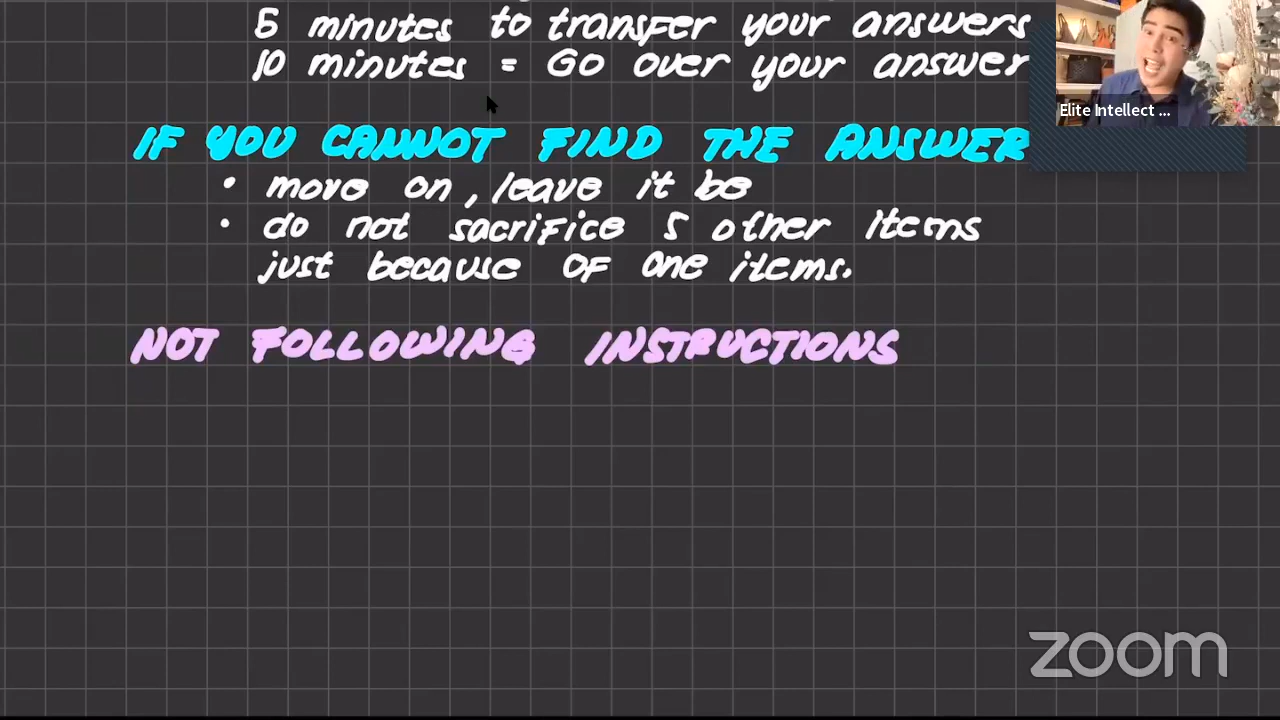 5 minutes to transfer your answers
10 minutes = Go over your answer
IF YOU CANNOT FIND THE ANSWER
• move on, leave it be
• do not sacrifice 5 other items
just because of one items.
NOT FOLLOWING INSTRUCTIONS
Elite Intellect ...
zoom